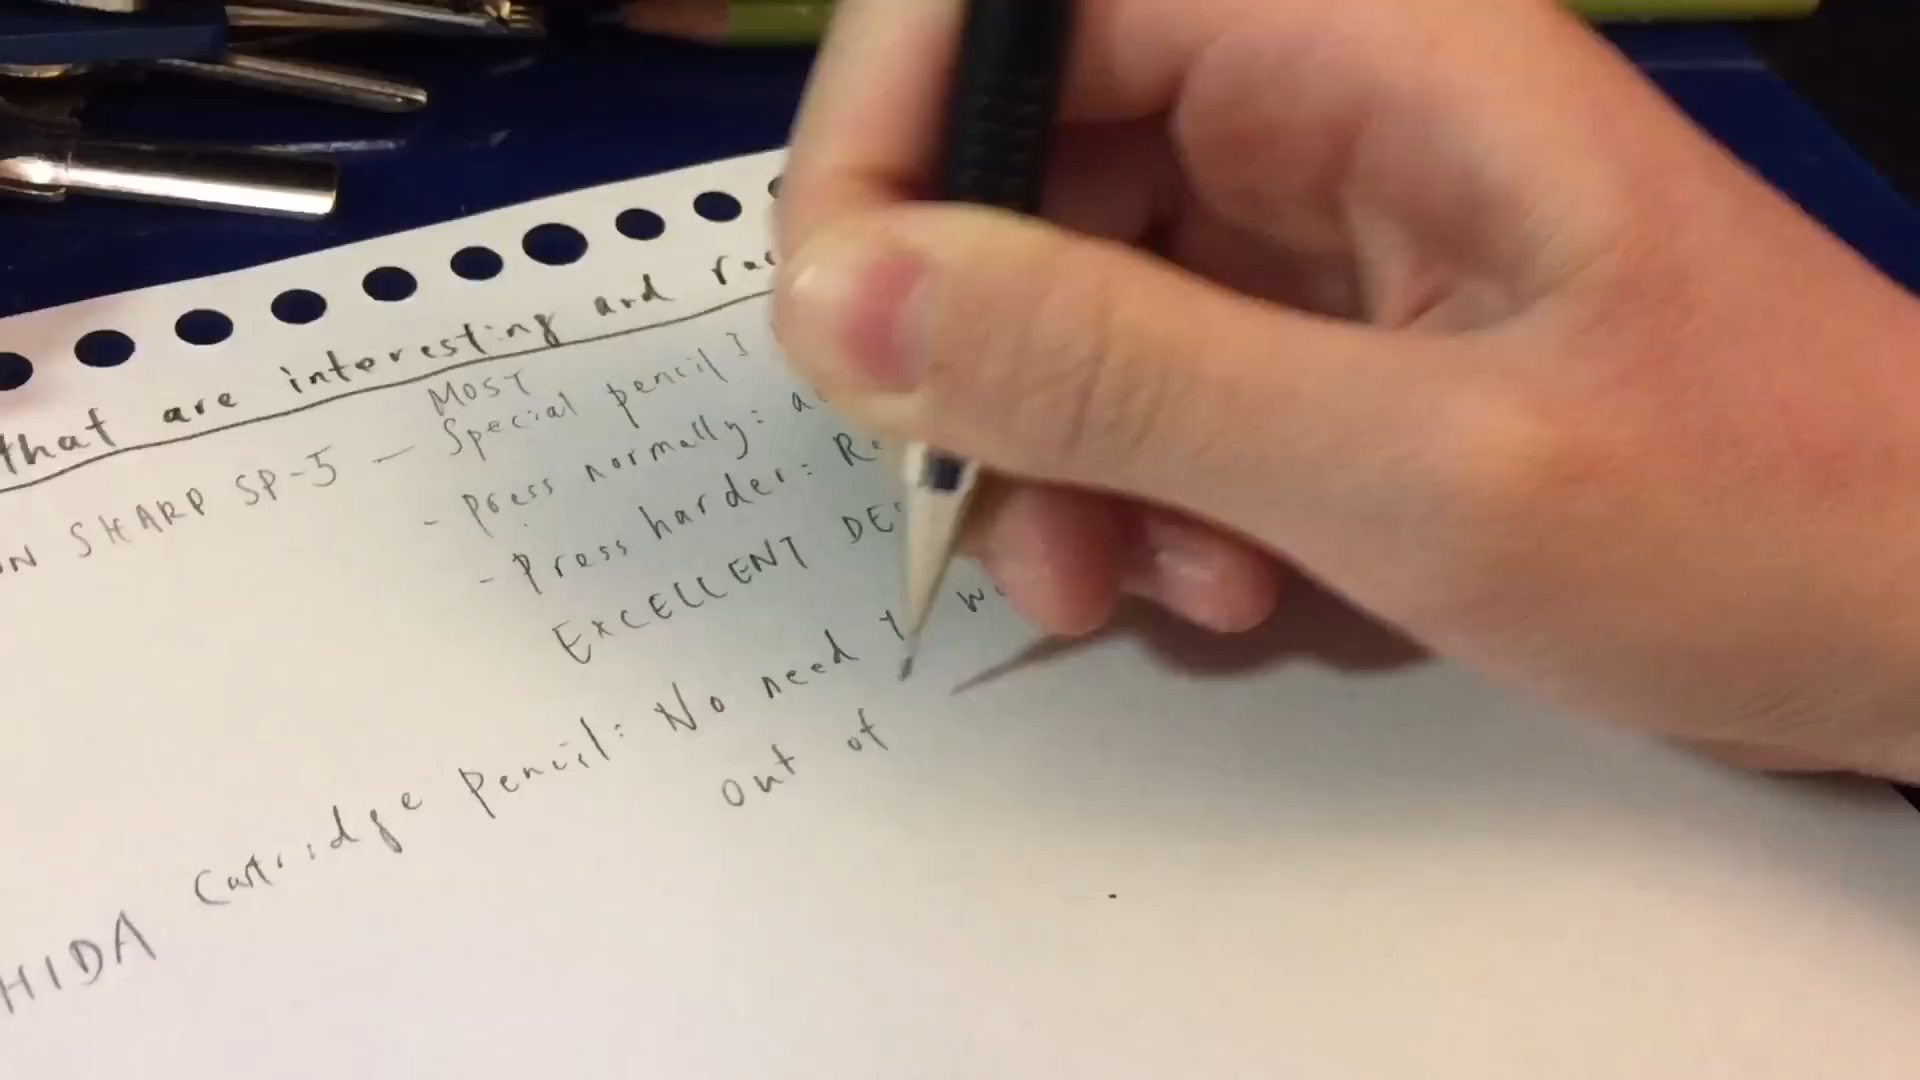 that are interesting and
SHARP SP-5 — MOST Special pencil
- press normally:
- Press harder:
EXCELLENT
HIDA Cartridge pencil: No need
out of